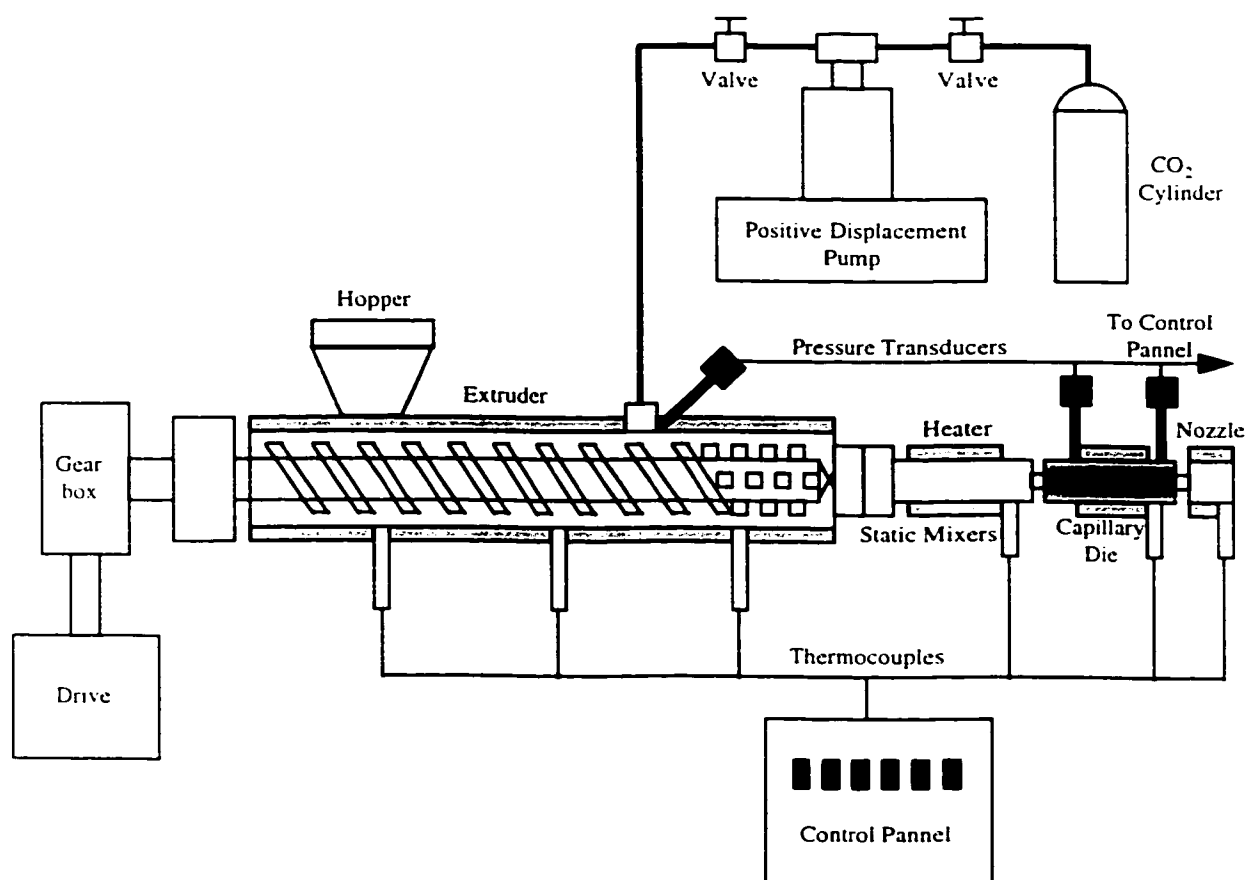 Valve
Valve
CO₂
Cylinder
Positive Displacement
Pump
Hopper
To Control
Pannel
Pressure Transducers
Extruder
Heater
Nozzle
Gear
box
Static Mixers
Capillary
Die
Thermocouples
Drive
Control Pannel